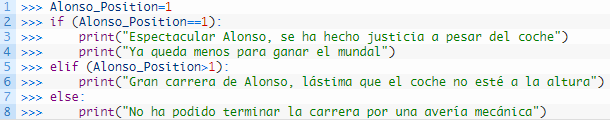 1 >>> Alonso_Position=1
2 >>> if (Alonso_Position==1):
3 >>>     print("Espectacular Alonso, se ha hecho justicia a pesar del coche")
4 >>>     print("Ya queda menos para ganar el mundal")
5 >>> elif (Alonso_Position>1):
6 >>>     print("Gran carrera de Alonso, lástima que el coche no esté a la altura")
7 >>> else:
8 >>>     print("No ha podido terminar la carrera por una avería mecánica")